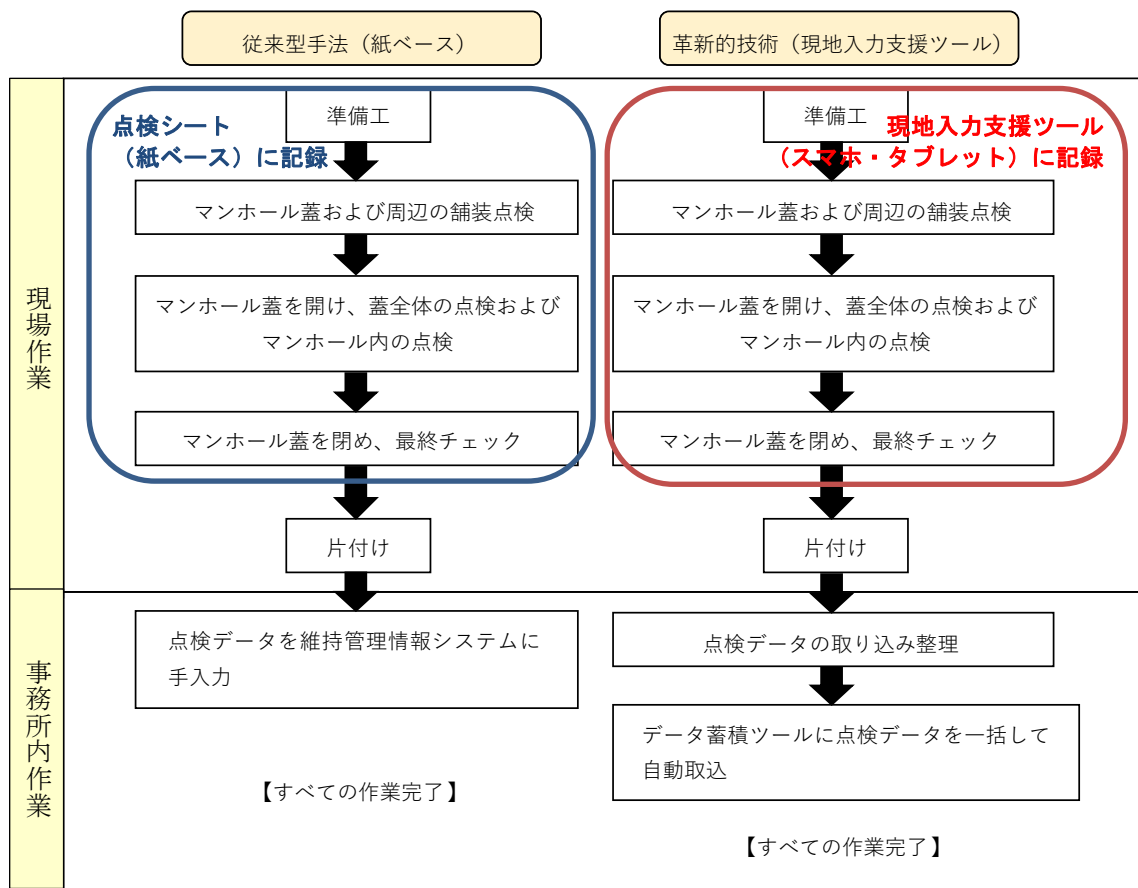 従来型手法（紙ベース）
革新的技術（現地入力支援ツール）
現場作業
点検シート
（紙ベース）に記録
準備工
マンホール蓋および周辺の舗装点検
マンホール蓋を開け、蓋全体の点検および
マンホール内の点検
マンホール蓋を閉め、最終チェック
片付け
準備工
現地入力支援ツール
（スマホ・タブレット）に記録
マンホール蓋および周辺の舗装点検
マンホール蓋を開け、蓋全体の点検および
マンホール内の点検
マンホール蓋を閉め、最終チェック
片付け
事務所内作業
点検データを維持管理情報システムに
手入力
【すべての作業完了】
点検データの取り込み整理
データ蓄積ツールに点検データを一括して
自動取込
【すべての作業完了】